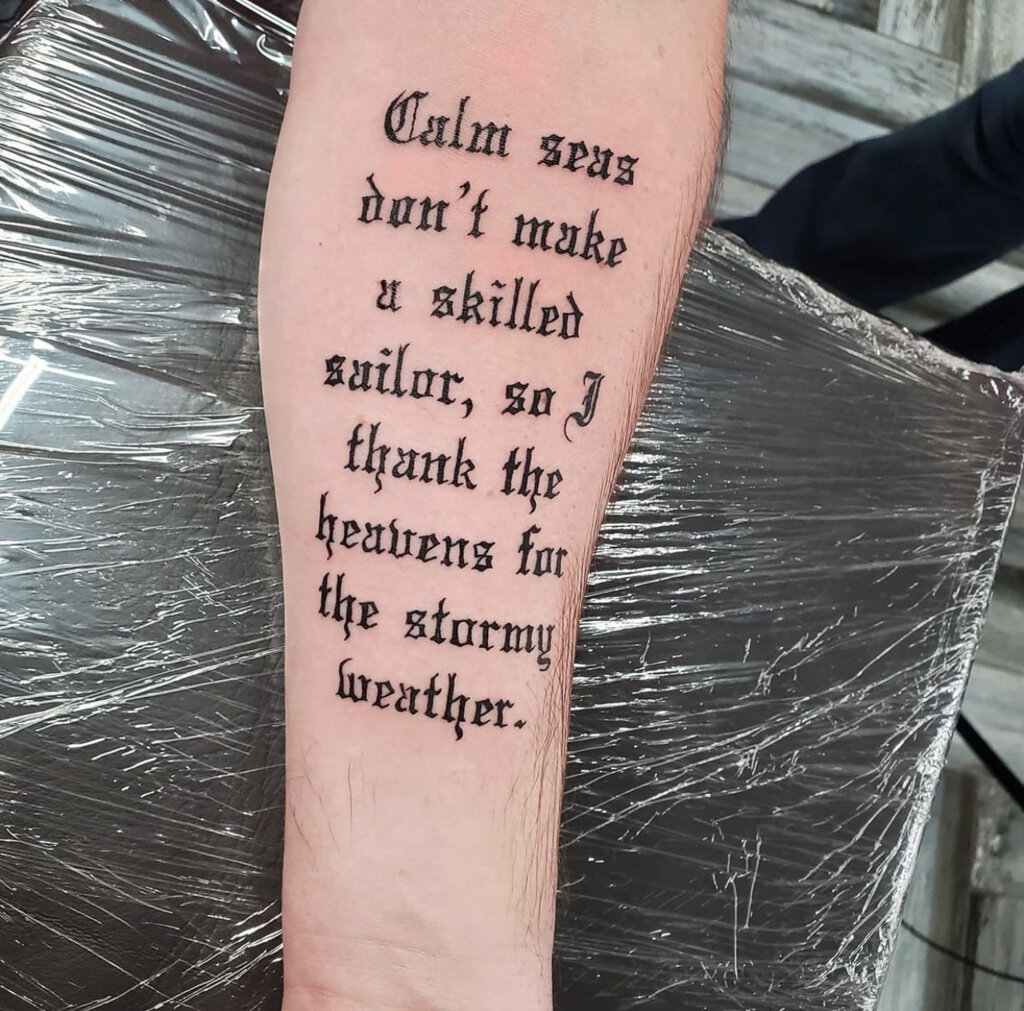 Calm seas
don't make
a skilled
sailor, so I
thank the
heavens for
the stormy
weather.